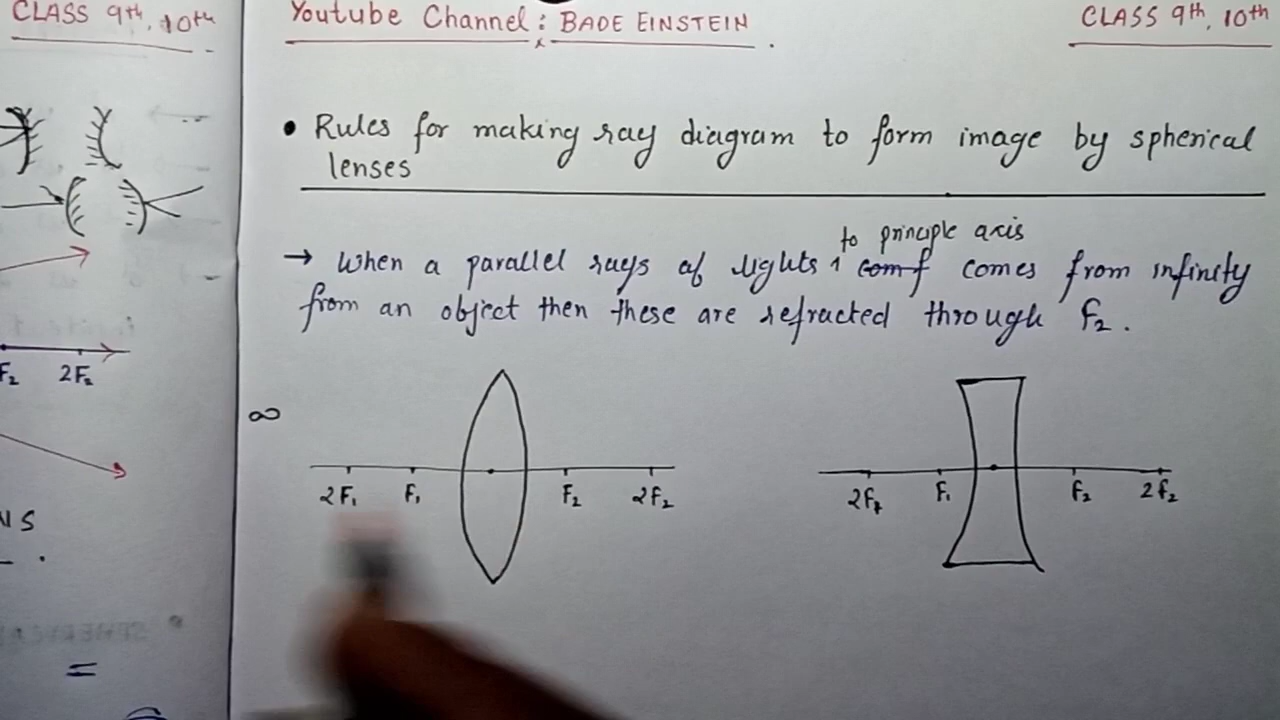 CLASS 9th, 10th
Youtube Channel: BADE EINSTEIN
CLASS 9th, 10th
• Rules for making ray diagram to form image by spherical
lenses
to principle axis
→ When a parallel rays of lights comes from infinity
from an object then these are refracted through F2.
∞
2F1 F1 F2 2F2
2F1 F1 F2 2F2
F2 2F2
NS
=